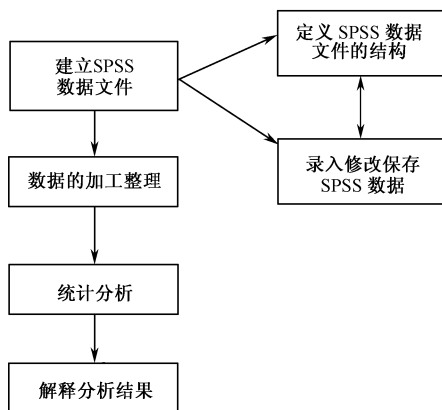 建立SPSS
数据文件
定义 SPSS 数据
文件的结构
录入修改保存
SPSS 数据
数据的加工整理
统计分析
解释分析结果